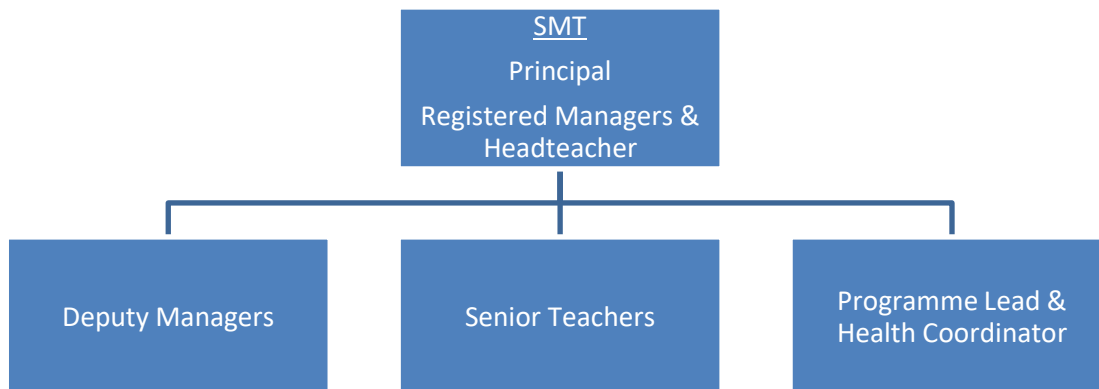 SMT
Principal
Registered Managers &
Headteacher
Deputy Managers
Senior Teachers
Programme Lead &
Health Coordinator